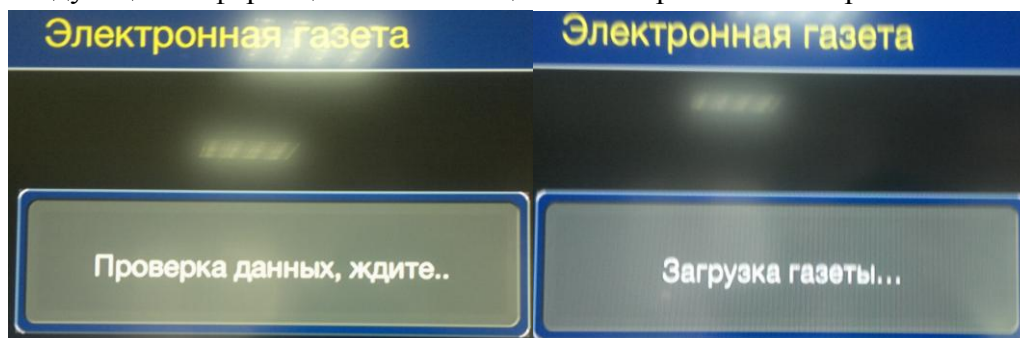 Электронная газета
Проверка данных, ждите..
Электронная газета
Загрузка газеты...